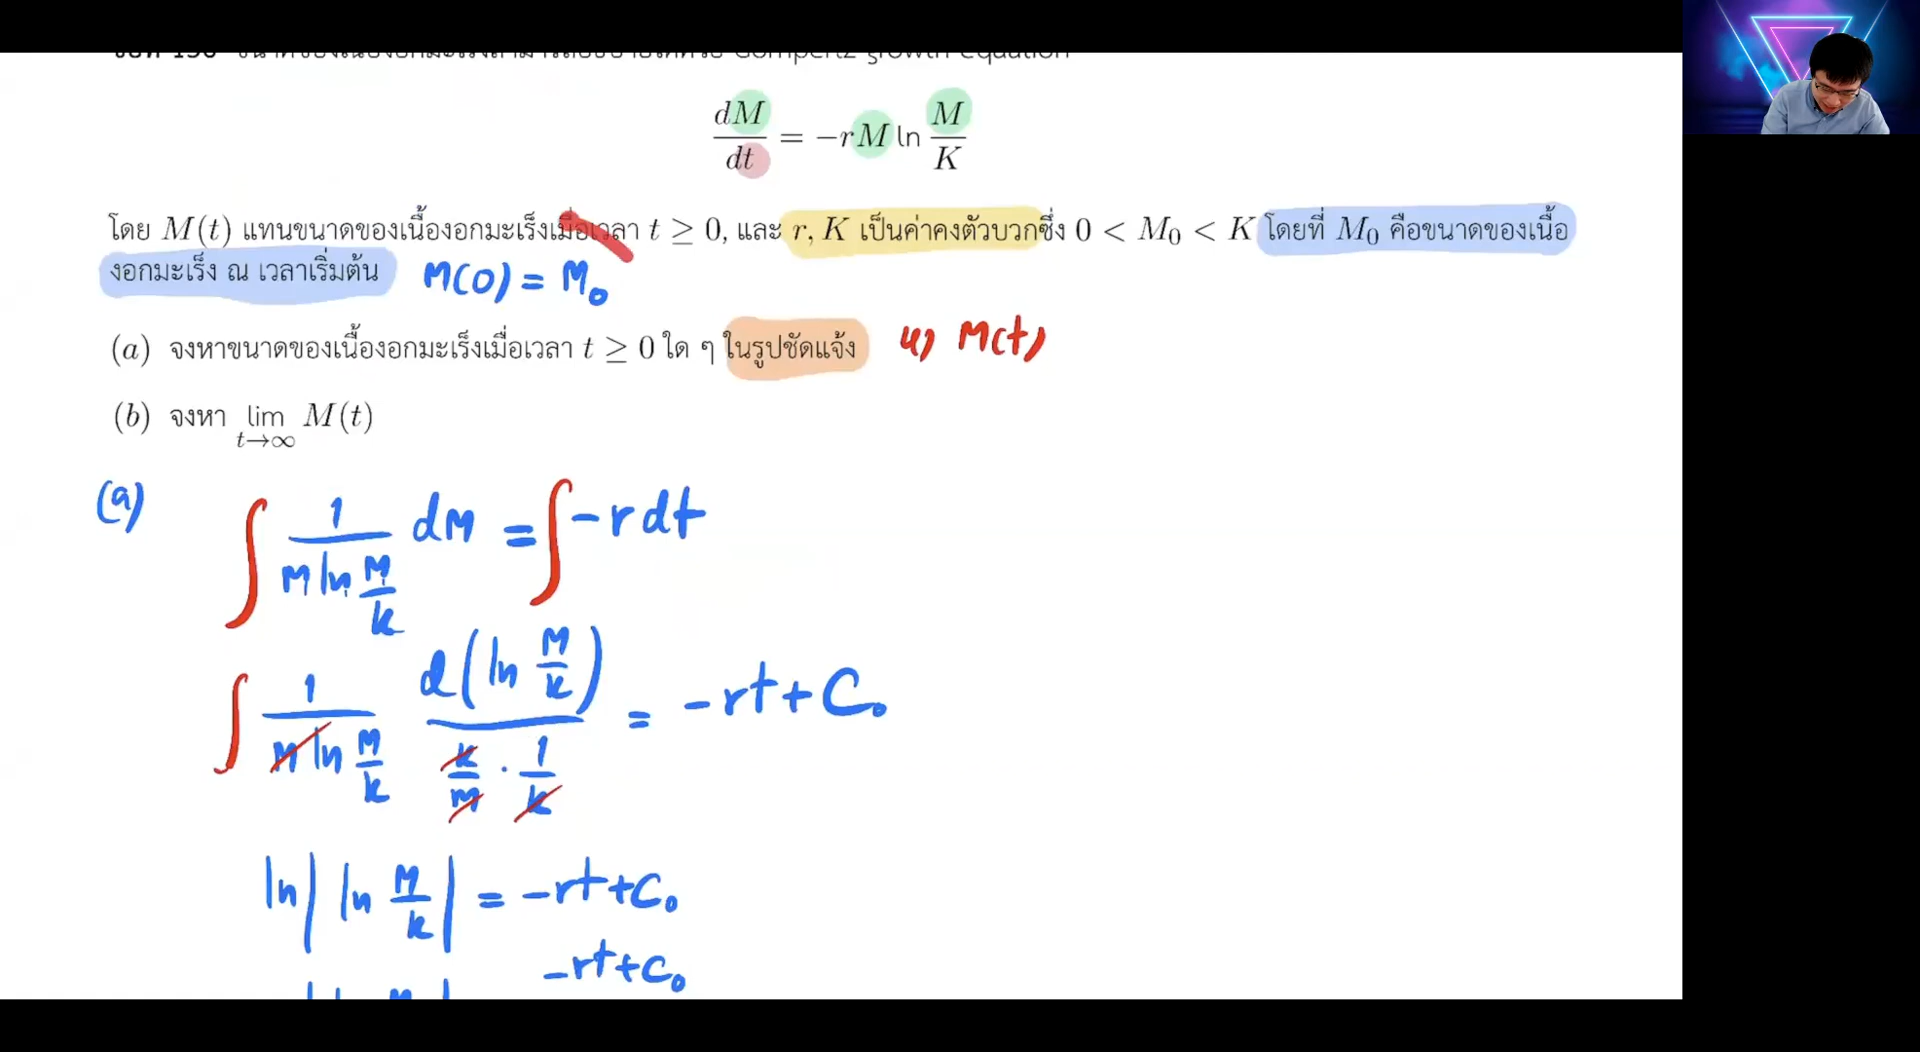 Gompertz growth equation
dM/dt = −rM ln M/K
โดย M(t) แทนขนาดของเนื้องอกมะเร็งเมื่อเวลา t ≥ 0, และ r, K เป็นค่าคงตัวบวกซึ่ง 0 < M₀ < K โดยที่ M₀ คือขนาดของเนื้อ
งอกมะเร็ง ณ เวลาเริ่มต้น M(0) = M₀
(a) จงหาขนาดของเนื้องอกมะเร็งเมื่อเวลา t ≥ 0 ใด ๆ ในรูปชัดแจ้ง M(t)
(b) จงหา lim t→∞ M(t)
(a) ∫ 1/(M ln M/K) dM = ∫ −r dt
∫ 1/(M ln M/K) d(ln M/K)/(K/M · 1/K) = −rt + C₀
ln| ln M/K | = −rt + C₀
−rt + C₀